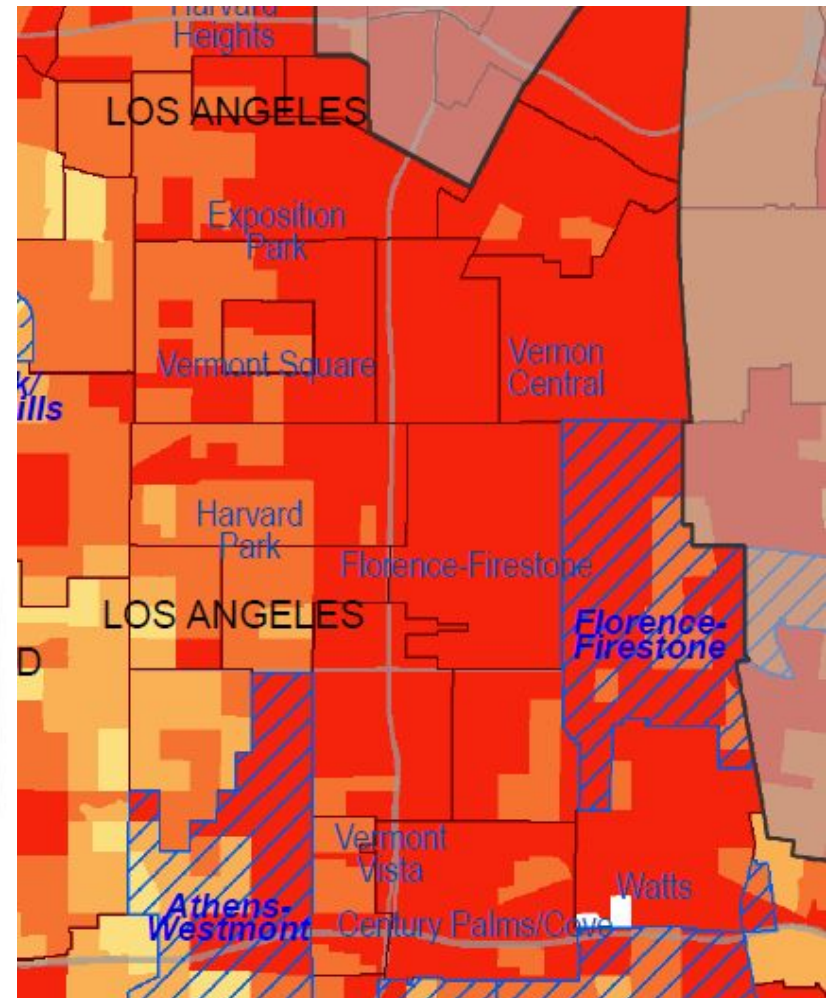 Harvard
Heights
LOS ANGELES
Exposition
Park
Vermont Square
Vernon
Central
k/
ills
Harvard
Park
Florence-Firestone
LOS ANGELES
Florence-
Firestone
D
Vermont
Vista
Watts
Athens-
Westmont
Century Palms/Cove